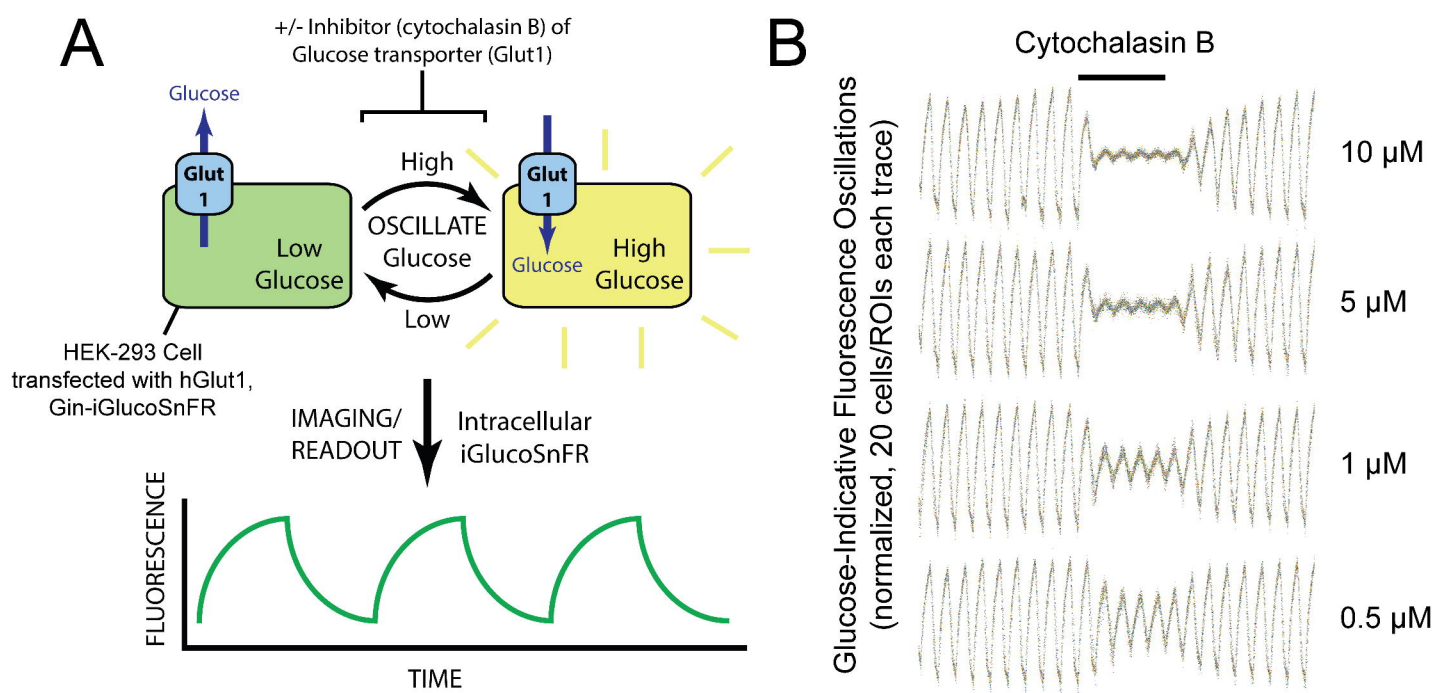 A
+/- Inhibitor (cytochalasin B) of
Glucose transporter (Glut1)
Glucose
Glut
1
Low
Glucose
High
OSCILLATE
Glucose
Low
Glut
1
Glucose
High
Glucose
HEK-293 Cell
transfected with hGlut1,
Gin-iGlucoSnFR
IMAGING/
READOUT
Intracellular
iGlucoSnFR
FLUORESCENCE
TIME
B
Cytochalasin B
Glucose-Indicative Fluorescence Oscillations
(normalized, 20 cells/ROIs each trace)
10 µM
5 µM
1 µM
0.5 µM